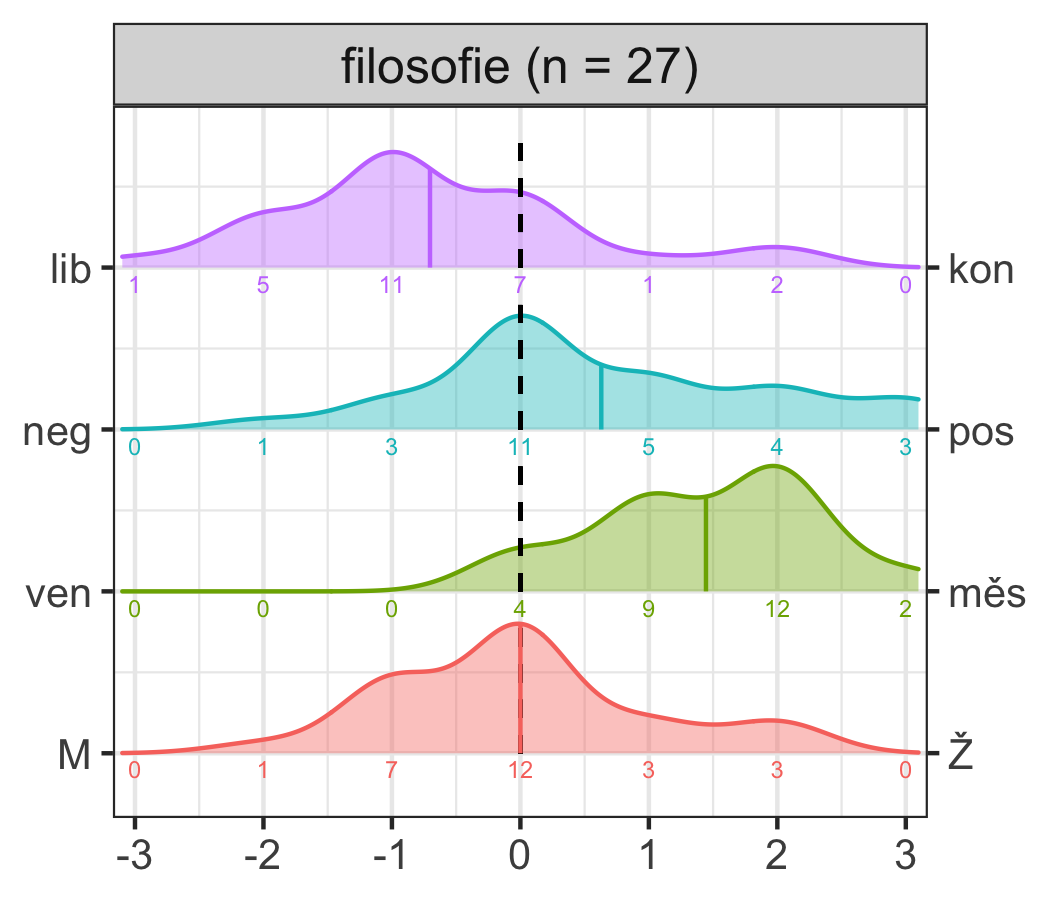 filosofie (n = 27)
lib kon
1 5 11 7 1 2 0
neg pos
0 1 3 11 5 4 3
ven měs
0 0 0 4 9 12 2
M Ž
0 1 7 12 3 3 0
-3 -2 -1 0 1 2 3